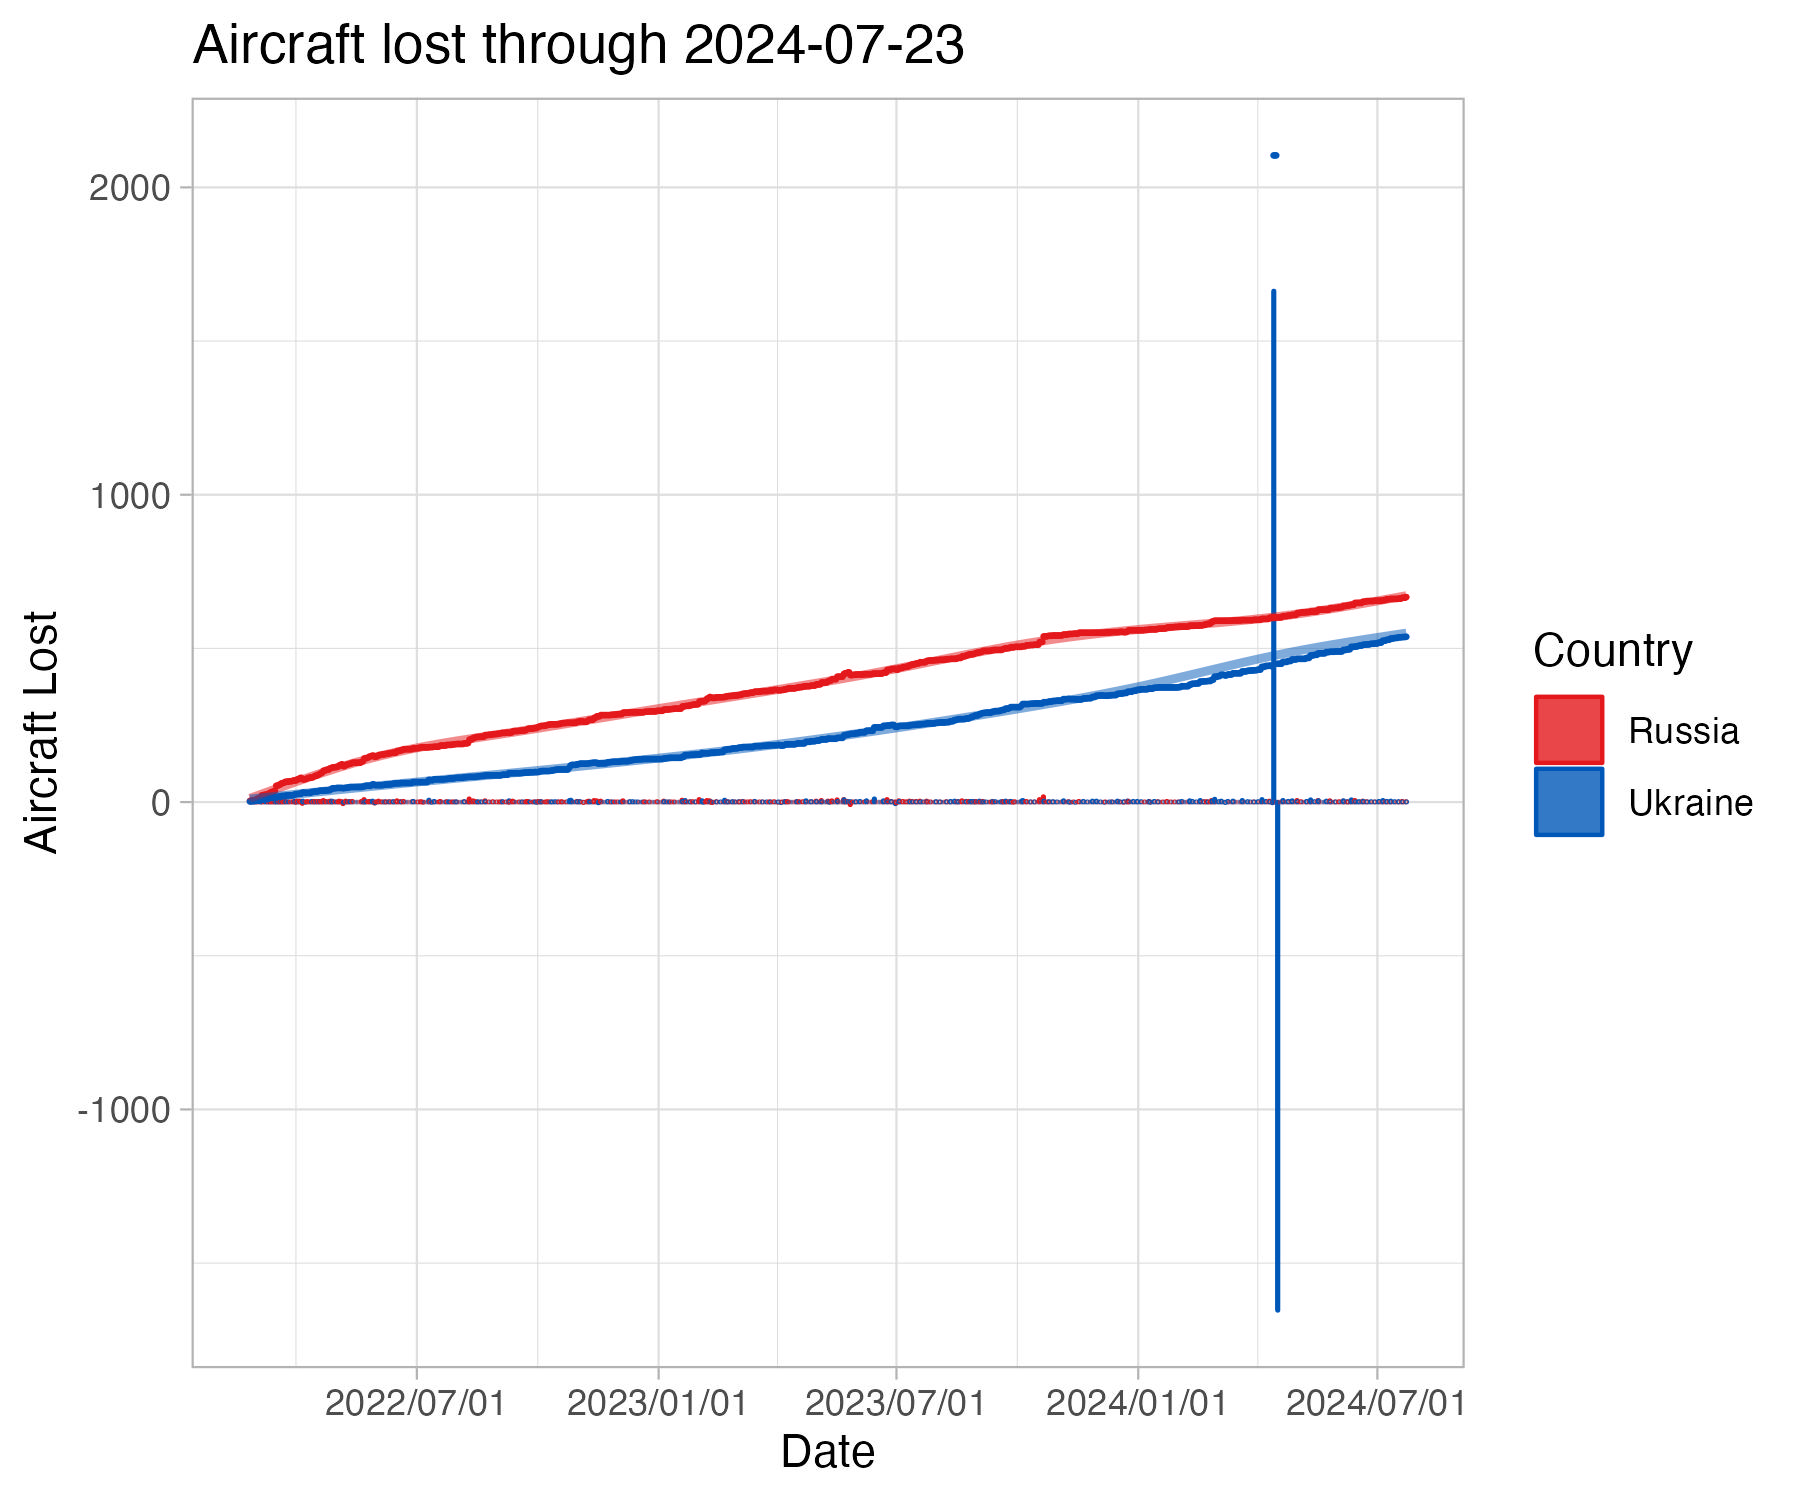 Aircraft lost through 2024-07-23
Aircraft Lost
2000
1000
0
-1000
2022/07/01
2023/01/01
2023/07/01
2024/01/01
2024/07/01
Date
Country
Russia
Ukraine